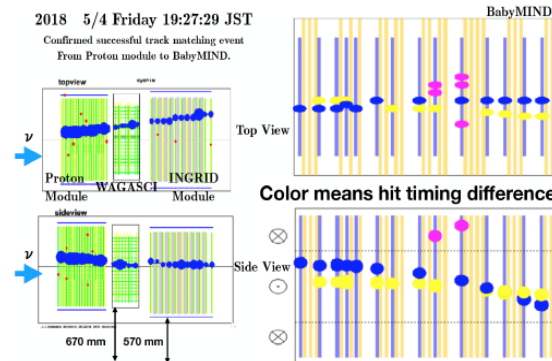 2018 5/4 Friday 19:27:29 JST
Confirmed successful track matching event
From Proton module to BabyMIND.
topview
ν
Proton
Module
WAGASCI
INGRID
Module
sideview
ν
670 mm
570 mm
BabyMIND
Top View
Color means hit timing difference
Side View